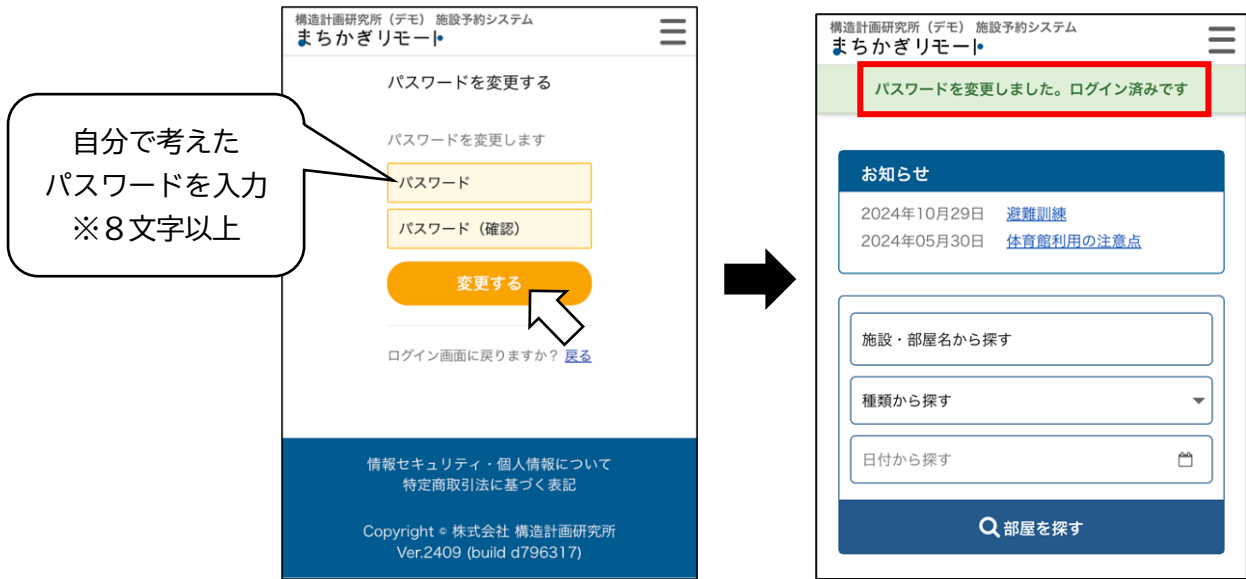 構造計画研究所（デモ） 施設予約システム
まちかぎリモート
パスワードを変更する
自分で考えた
パスワードを入力
※８文字以上
パスワードを変更します
パスワード
パスワード（確認）
変更する
ログイン画面に戻りますか？ 戻る
情報セキュリティ・個人情報について
特定商取引法に基づく表記
Copyright © 株式会社 構造計画研究所
Ver.2409 (build d796317)
構造計画研究所（デモ） 施設予約システム
まちかぎリモート
パスワードを変更しました。ログイン済みです
お知らせ
2024年10月29日 避難訓練
2024年05月30日 体育館利用の注意点
施設・部屋名から探す
種類から探す
日付から探す
部屋を探す